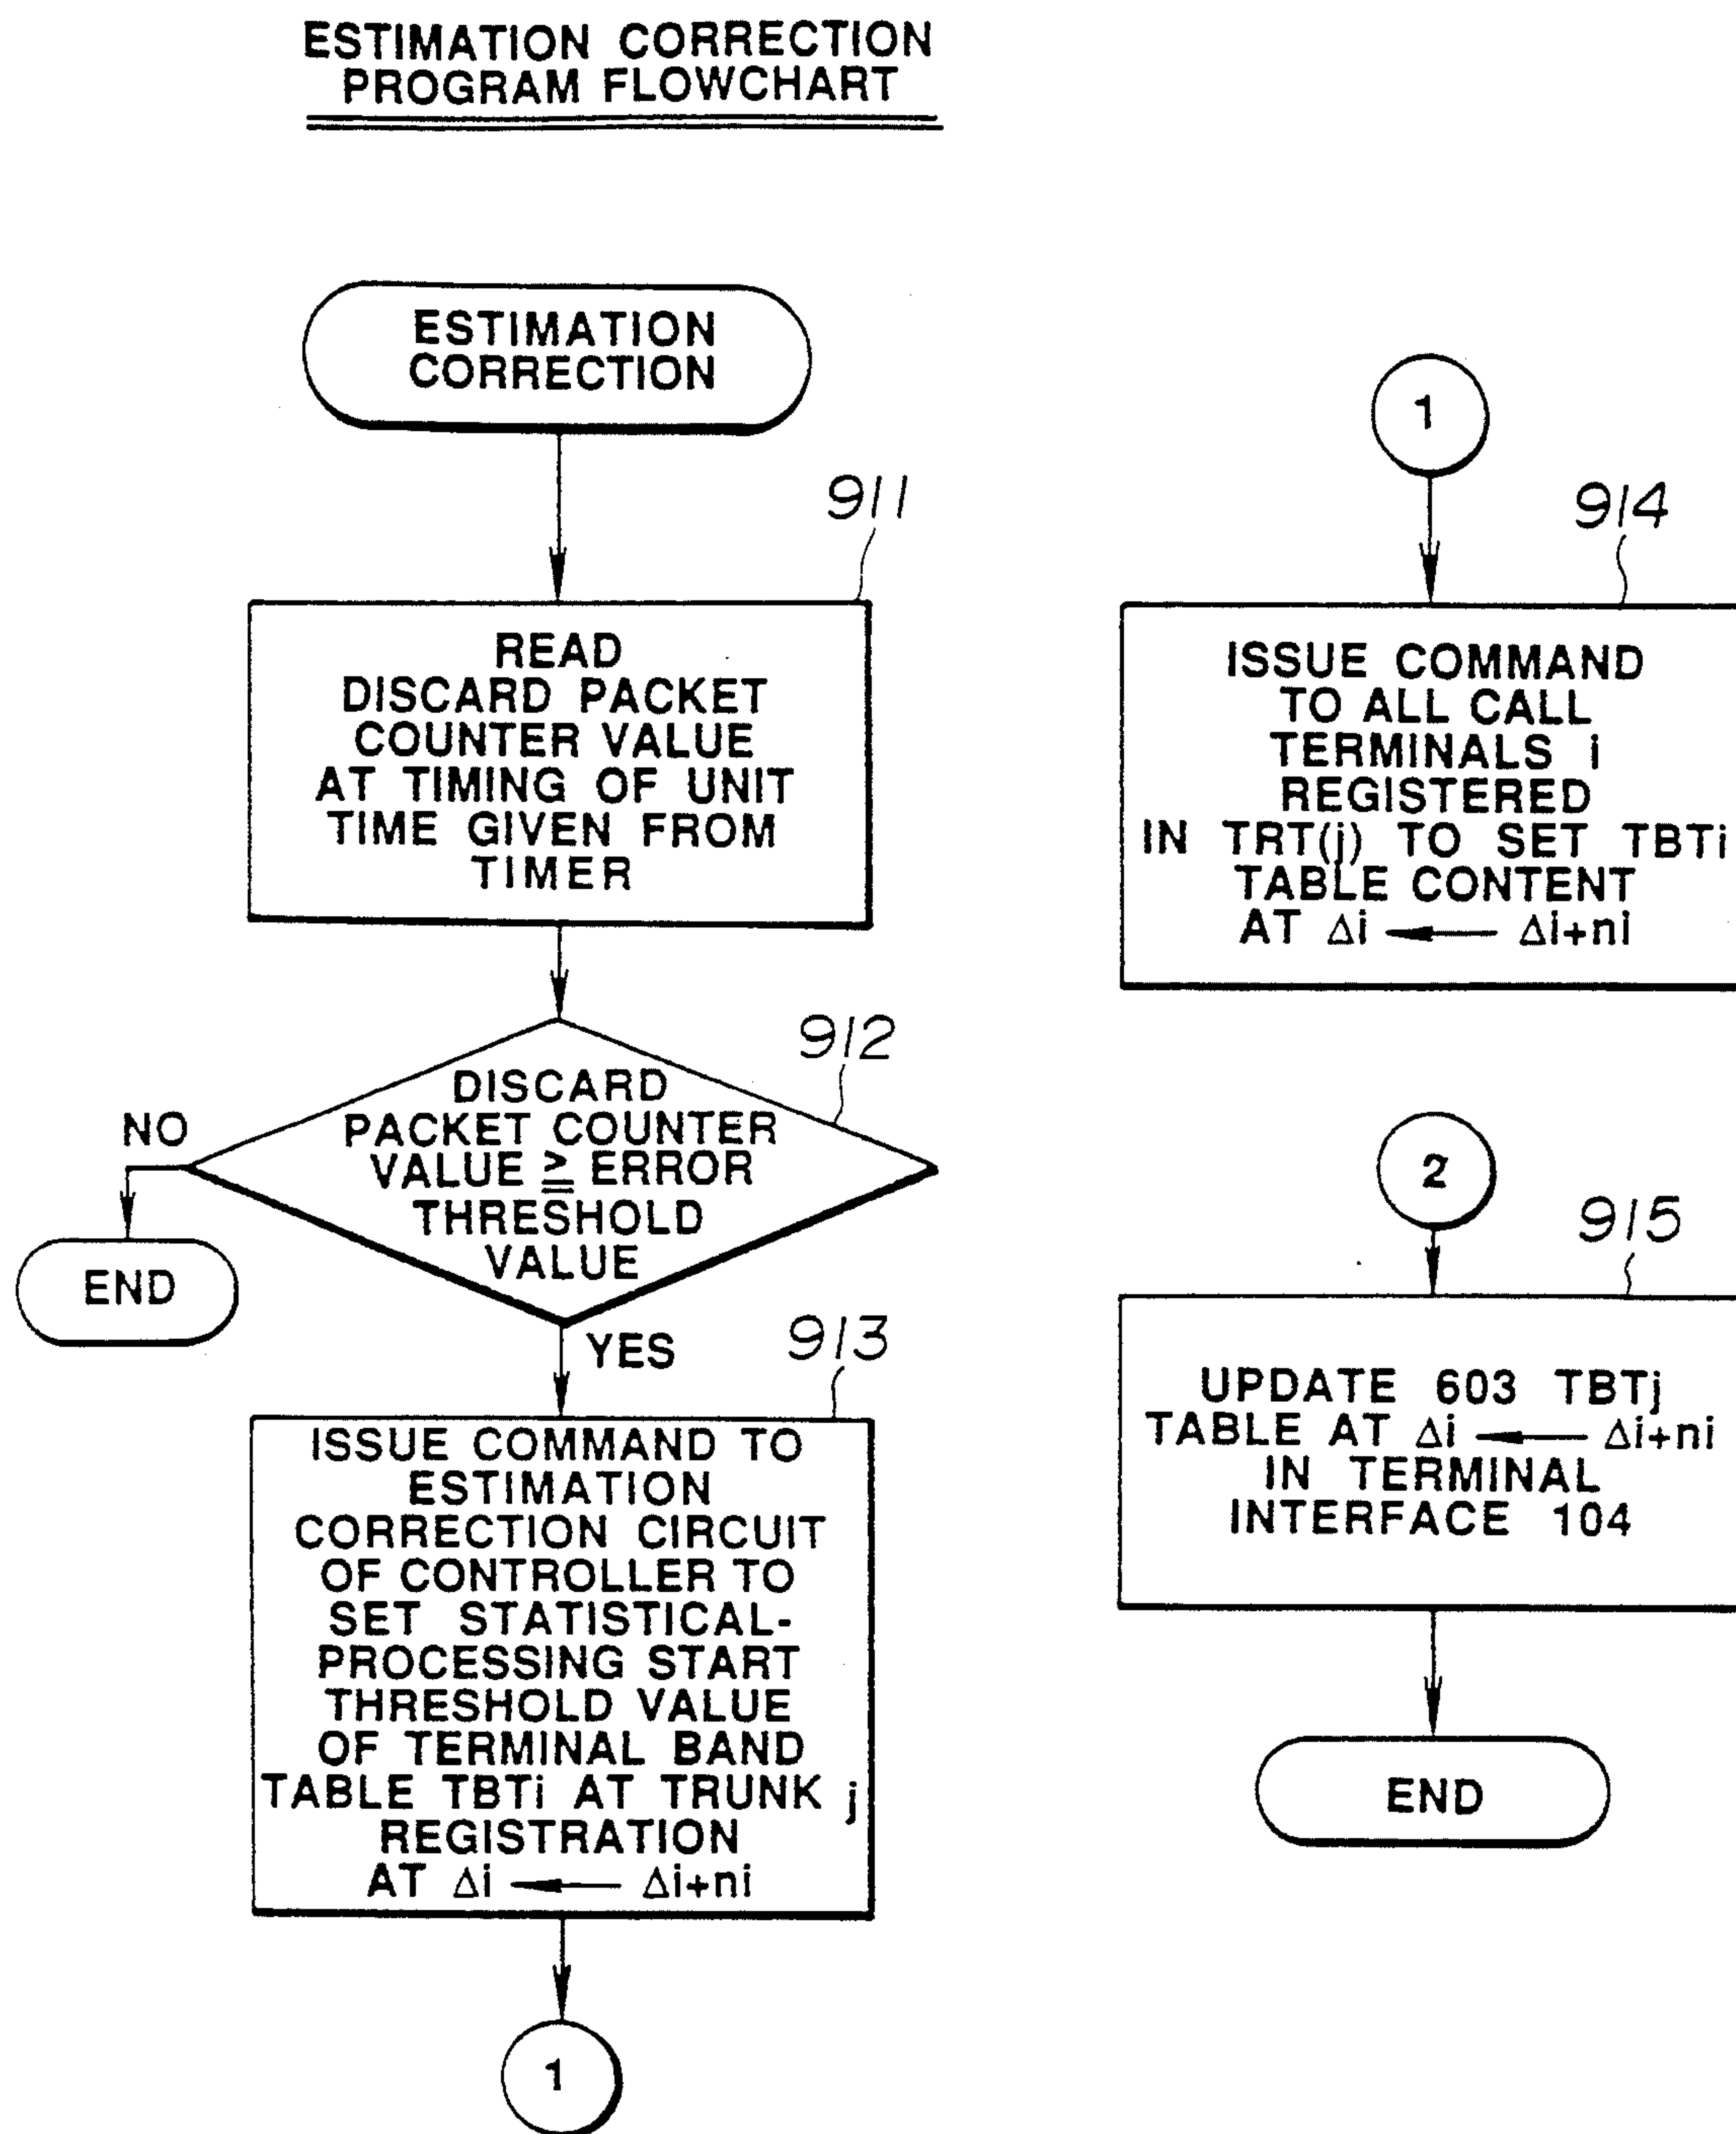 ESTIMATION CORRECTION
PROGRAM FLOWCHART
ESTIMATION
CORRECTION
911
READ
DISCARD PACKET
COUNTER VALUE
AT TIMING OF UNIT
TIME GIVEN FROM
TIMER
912
DISCARD
PACKET COUNTER
VALUE ≧ ERROR
THRESHOLD
VALUE
NO
END
YES
913
ISSUE COMMAND TO
ESTIMATION
CORRECTION CIRCUIT
OF CONTROLLER TO
SET STATISTICAL-
PROCESSING START
THRESHOLD VALUE
OF TERMINAL BAND
TABLE TBTi AT TRUNK j
REGISTRATION
AT Δi ← Δi+ni
1
1
914
ISSUE COMMAND
TO ALL CALL
TERMINALS i
REGISTERED
IN TRT(j) TO SET TBTi
TABLE CONTENT
AT Δi ← Δi+ni
2
915
UPDATE 603 TBTj
TABLE AT Δi ← Δi+ni
IN TERMINAL
INTERFACE 104
END